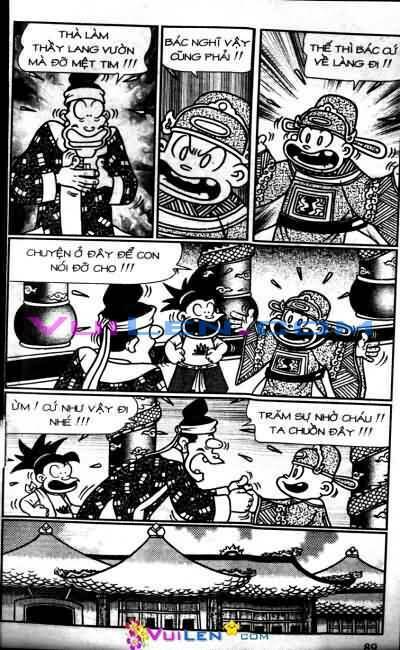 THÀ LÀM
THẦY LANG VƯỜN
MÀ ĐỠ MỆT TIM !!!
BÁC NGHĨ VẬY
CŨNG PHẢI !!
THẾ THÌ BÁC CỨ
VỀ LÀNG ĐI !!
CHUYỆN Ở ĐÂY ĐỂ CON
NÓI ĐỠ CHO !!!
VUILEN.COM
ỪM ! CỨ NHƯ VẬY ĐI
NHÉ !!!
TRĂM SỰ NHỜ CHÁU !!
TA CHUỒN ĐÂY !!!
VUILEN.COM
89